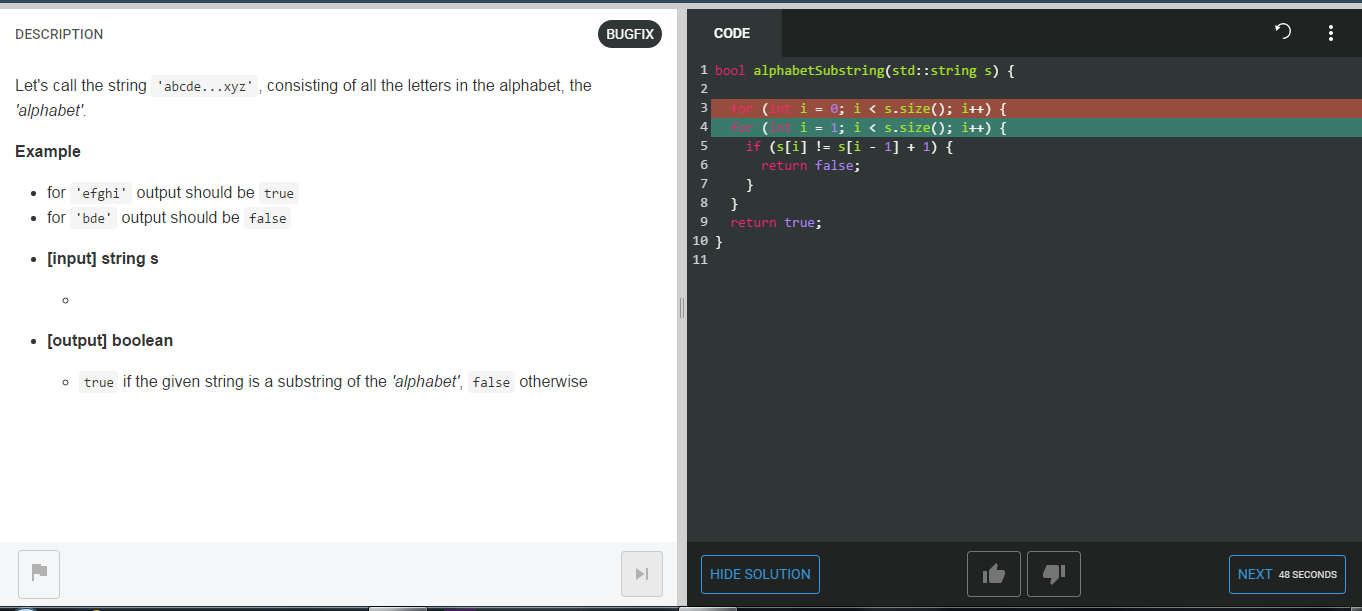 DESCRIPTION
BUGFIX
Let's call the string 'abcde...xyz', consisting of all the letters in the alphabet, the
'alphabet'.
Example
for 'efghi' output should be true
for 'bde' output should be false
[input] string s
[output] boolean
true if the given string is a substring of the 'alphabet', false otherwise
CODE
1 bool alphabetSubstring(std::string s) {
2
3 for (int i = 0; i < s.size(); i++) {
4 for (int i = 1; i < s.size(); i++) {
5 if (s[i] != s[i - 1] + 1) {
6 return false;
7 }
8 }
9 return true;
10 }
11
HIDE SOLUTION
NEXT 48 SECONDS